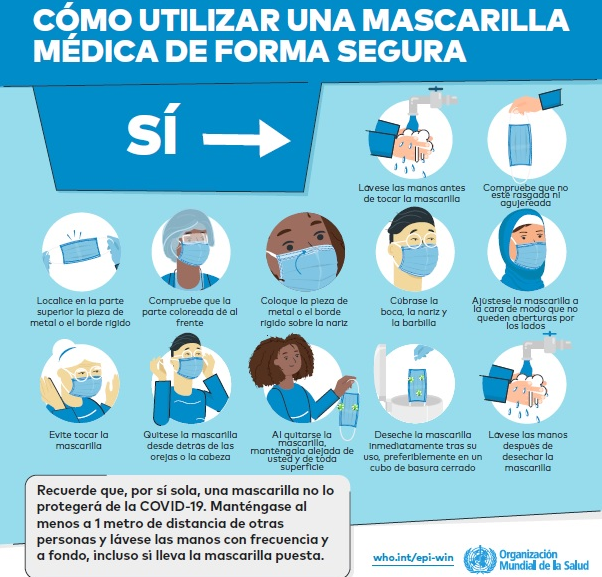 CÓMO UTILIZAR UNA MASCARILLA
MÉDICA DE FORMA SEGURA
SÍ
Lávese las manos antes
de tocar la mascarilla
Compruebe que no
esté rasgada ni
agujereada
Localice en la parte
superior la pieza de
metal o el borde rígido
Compruebe que la
parte coloreada dé al
frente
Coloque la pieza de
metal o el borde
rígido sobre la nariz
Cúbrase la
boca, la nariz y
la barbilla
Ajústese la mascarilla a
la cara de modo que no
queden aberturas por
los lados
Evite tocar la
mascarilla
Quítese la mascarilla
desde detrás de las
orejas o la cabeza
Al quitarse la
mascarilla,
manténgala alejada de
usted y de toda
superficie
Deseche la mascarilla
inmediatamente tras su
uso, preferiblemente en un
cubo de basura cerrado
Lávese las manos
después de
desechar la
mascarilla
Recuerde que, por sí sola, una mascarilla no lo
protegerá de la COVID-19. Manténgase al
menos a 1 metro de distancia de otras
personas y lávese las manos con frecuencia y
a fondo, incluso si lleva la mascarilla puesta.
who.int/epi-win
Organización
Mundial de la Salud